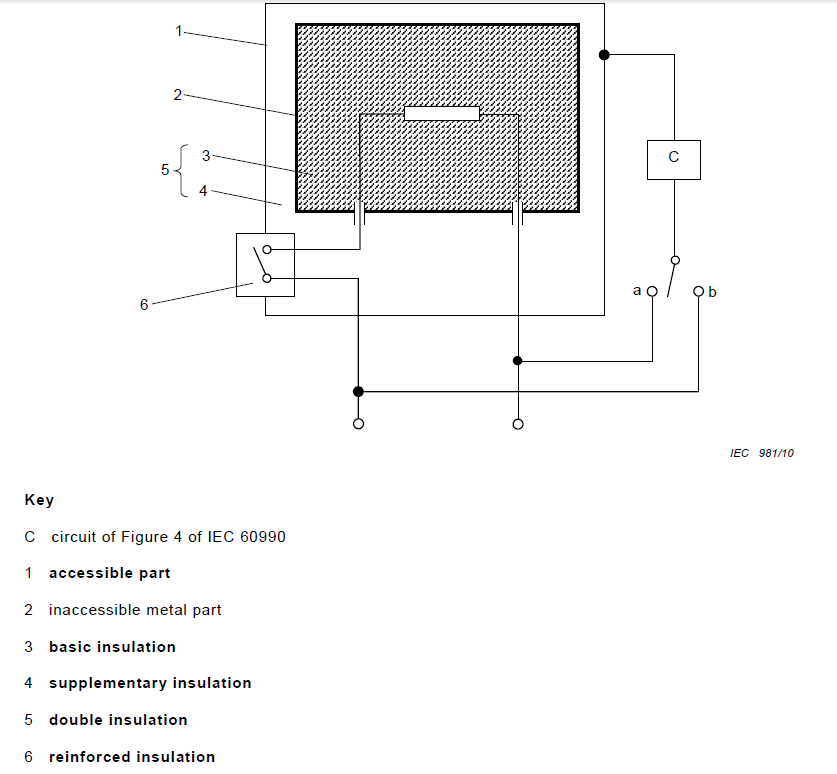 1
2
3
5
4
C
a
b
6
IEC 981/10
Key
C circuit of Figure 4 of IEC 60990
1 accessible part
2 inaccessible metal part
3 basic insulation
4 supplementary insulation
5 double insulation
6 reinforced insulation